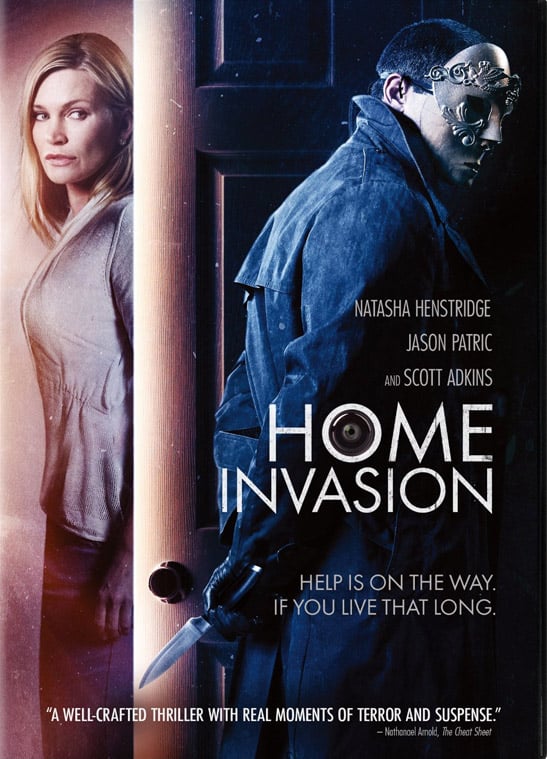 NATASHA HENSTRIDGE
JASON PATRIC
AND SCOTT ADKINS
HOME
INVASION
HELP IS ON THE WAY.
IF YOU LIVE THAT LONG.
“A WELL-CRAFTED THRILLER WITH REAL MOMENTS OF TERROR AND SUSPENSE.”
– Nathanael Arnold, The Cheat Sheet